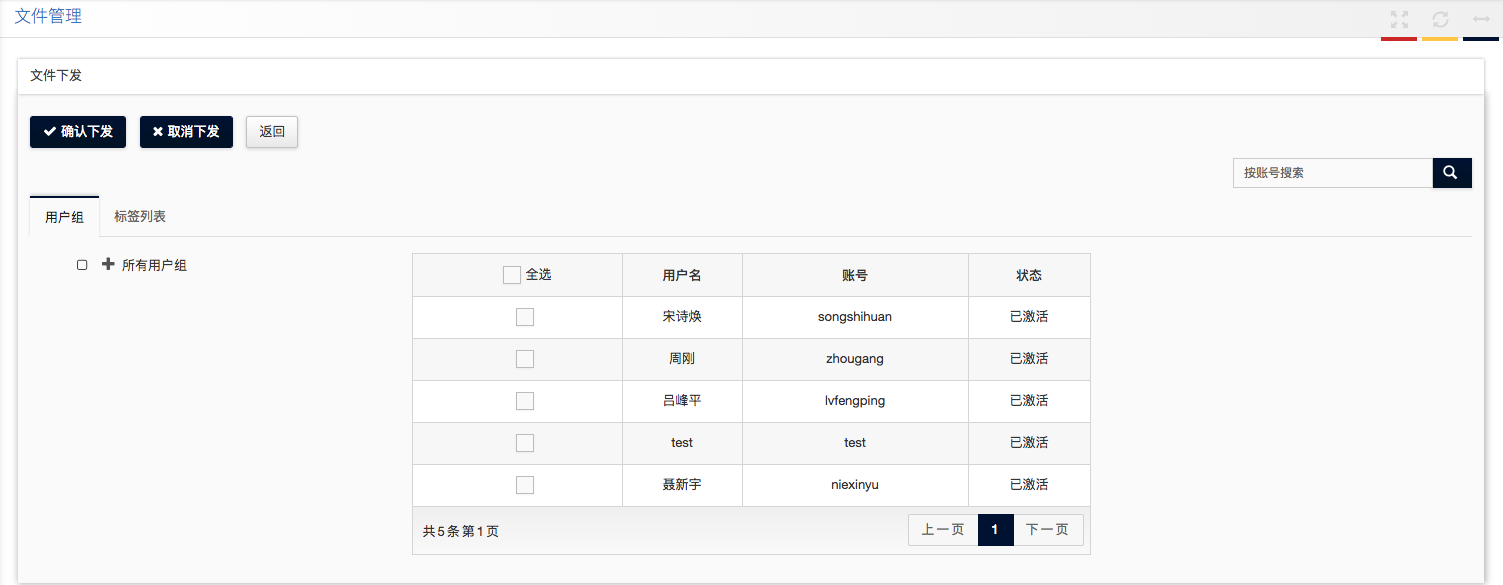 文件管理
文件下发
确认下发 取消下发 返回
按账号搜索
用户组 标签列表
所有用户组
全选 用户名 账号 状态
宋诗焕 songshihuan 已激活
周刚 zhougang 已激活
吕峰平 lvfengping 已激活
test test 已激活
聂新宇 niexinyu 已激活
共5条第1页 上一页 1 下一页